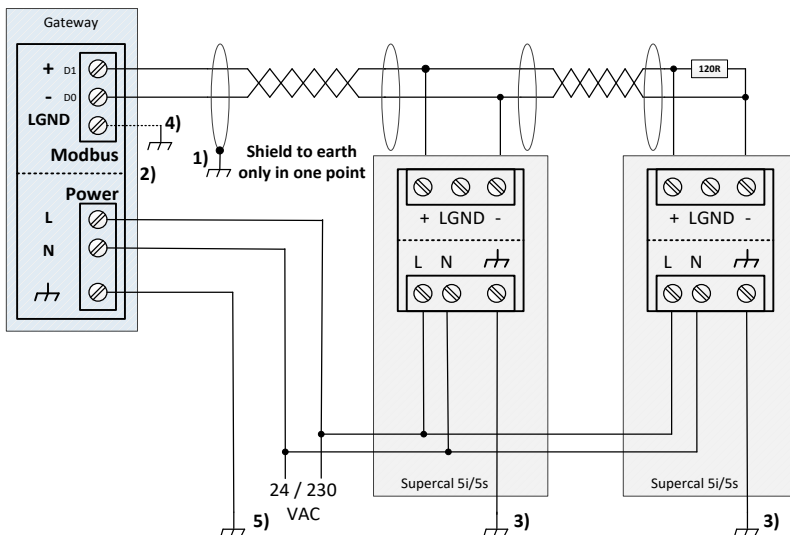 Gateway
+ D1
- D0
LGND
4)
Modbus
2)
Power
L
N
1)
Shield to earth
only in one point
120R
+ LGND -
L N
+ LGND -
L N
24 / 230
VAC
5)
Supercal 5i/5s
3)
Supercal 5i/5s
3)